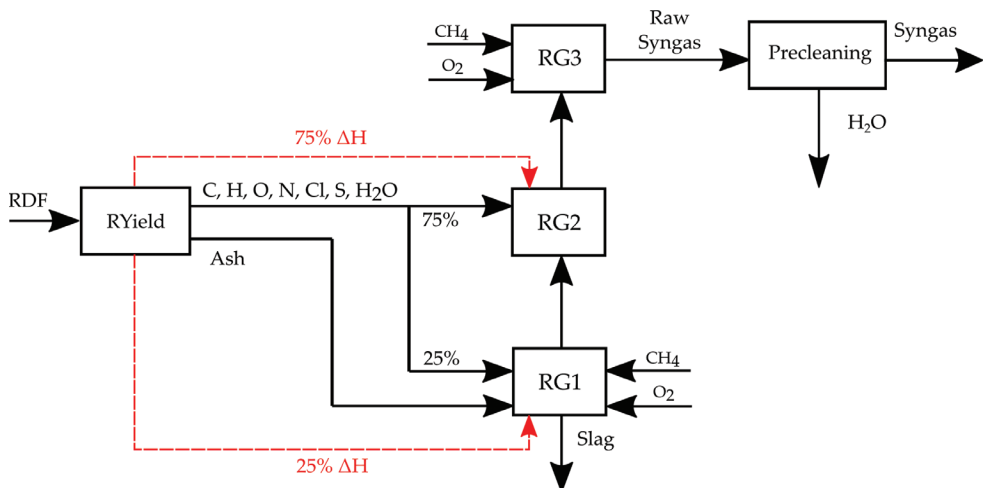 CH₄
O₂
RG3
Raw
Syngas
Precleaning
Syngas
H₂O
75% ΔH
RDF
RYield
C, H, O, N, Cl, S, H₂O
75%
RG2
Ash
25%
RG1
CH₄
O₂
Slag
25% ΔH